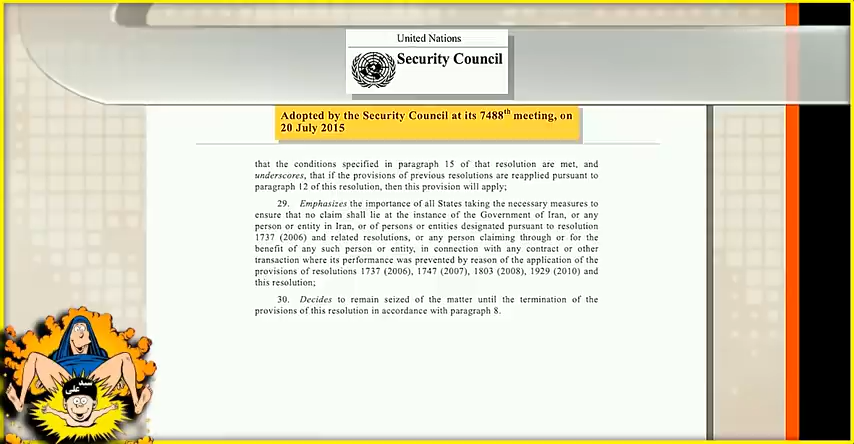 United Nations
Security Council
Adopted by the Security Council at its 7488th meeting, on
20 July 2015
that the conditions specified in paragraph 15 of that resolution are met, and
underscores, that if the provisions of previous resolutions are reapplied pursuant to
paragraph 12 of this resolution, then this provision will apply;
29. Emphasizes the importance of all States taking the necessary measures to
ensure that no claim shall lie at the instance of the Government of Iran, or any
person or entity in Iran, or of persons or entities designated pursuant to resolution
1737 (2006) and related resolutions, or any person claiming through or for the
benefit of any such person or entity, in connection with any contract or other
transaction where its performance was prevented by reason of the application of the
provisions of resolutions 1737 (2006), 1747 (2007), 1803 (2008), 1929 (2010) and
this resolution;
30. Decides to remain seized of the matter until the termination of the
provisions of this resolution in accordance with paragraph 8.
سید
علی